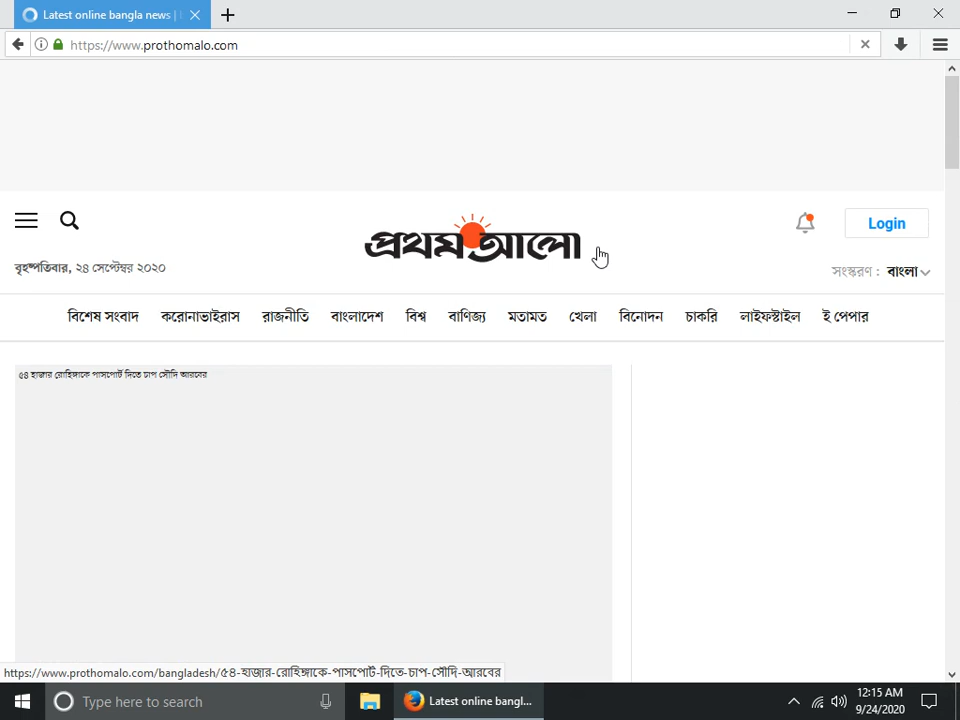 Latest online bangla news |
https://www.prothomalo.com
প্রথম আলো
Login
বৃহস্পতিবার, ২৪ সেপ্টেম্বর ২০২০
সংস্করণ : বাংলা
বিশেষ সংবাদ করোনাভাইরাস রাজনীতি বাংলাদেশ বিশ্ব বাণিজ্য মতামত খেলা বিনোদন চাকরি লাইফস্টাইল ই পেপার
৫৪ হাজার রোহিঙ্গাকে পাসপোর্ট দিতে চাপ সৌদি আরবের
https://www.prothomalo.com/bangladesh/৫৪-হাজার-রোহিঙ্গাকে-পাসপোর্ট-দিতে-চাপ-সৌদি-আরবের
Type here to search
Latest online bangl...
12:15 AM
9/24/2020